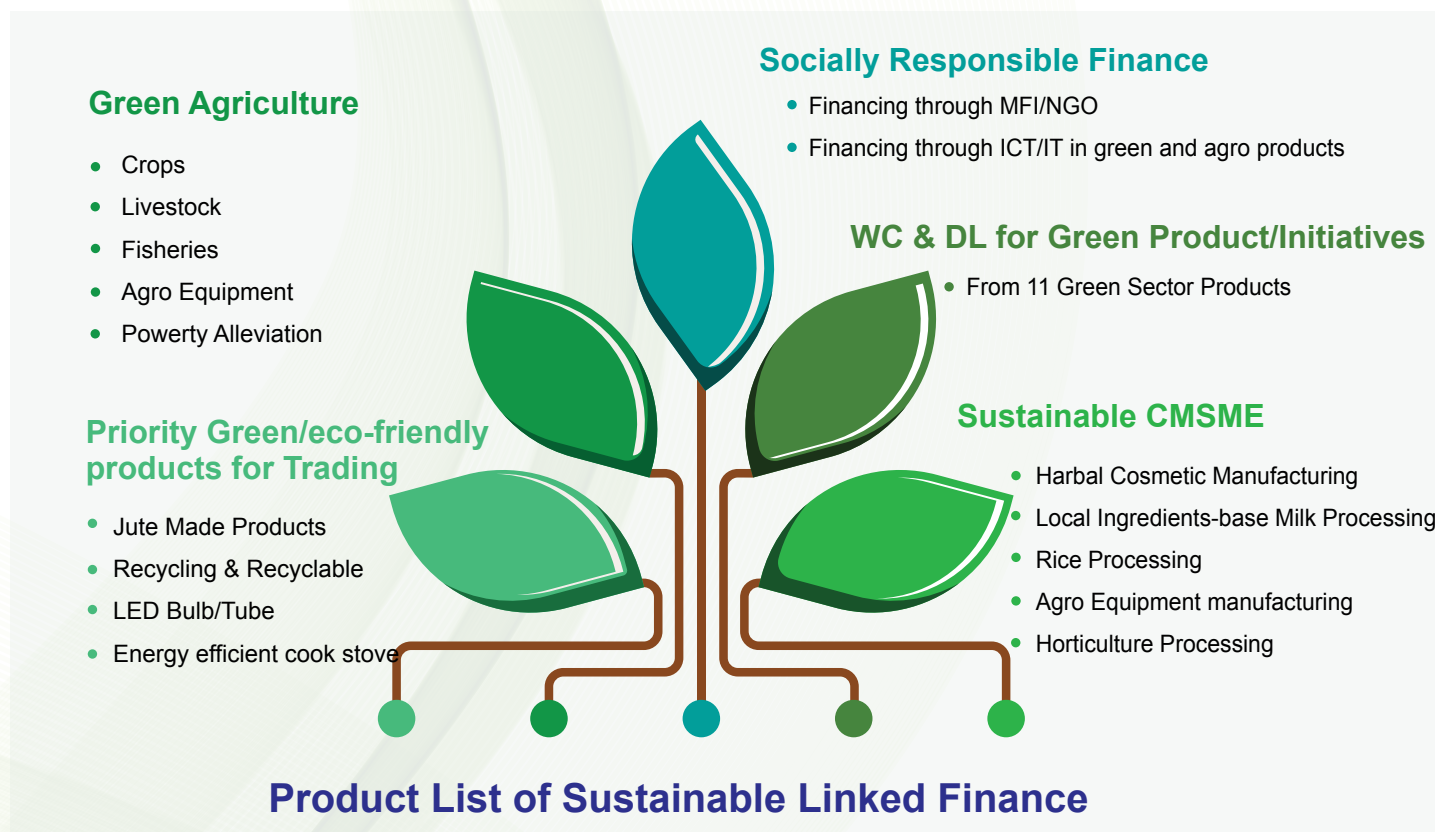 Green Agriculture
Crops
Livestock
Fisheries
Agro Equipment
Powerty Alleviation
Priority Green/eco-friendly
products for Trading
Jute Made Products
Recycling & Recyclable
LED Bulb/Tube
Energy efficient cook stove
Socially Responsible Finance
Financing through MFI/NGO
Financing through ICT/IT in green and agro products
WC & DL for Green Product/Initiatives
From 11 Green Sector Products
Sustainable CMSME
Harbal Cosmetic Manufacturing
Local Ingredients-base Milk Processing
Rice Processing
Agro Equipment manufacturing
Horticulture Processing
Product List of Sustainable Linked Finance